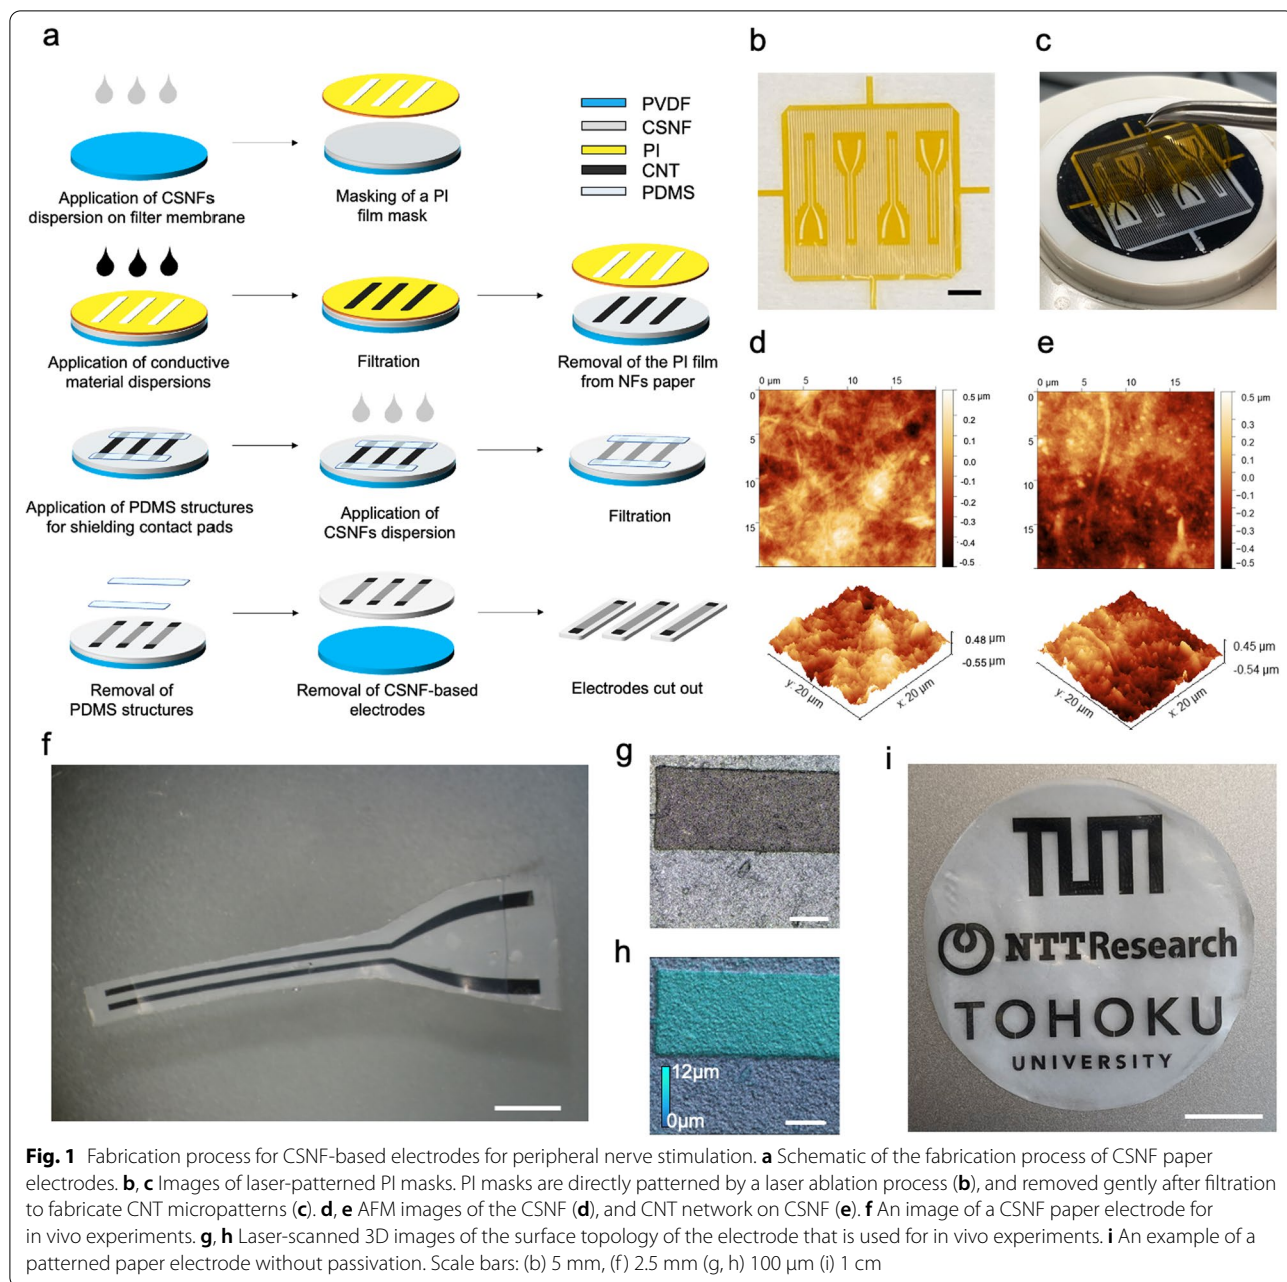 a
Application of CSNFs
dispersion on filter membrane
Masking of a PI
film mask
PVDF
CSNF
PI
CNT
PDMS
Application of conductive
material dispersions
Filtration
Removal of the PI film
from NFs paper
Application of PDMS structures
for shielding contact pads
Application of
CSNFs dispersion
Filtration
Removal of
PDMS structures
Removal of CSNF-based
electrodes
Electrodes cut out
b
c
d
0 µm 5 10 15
0
5
10
15
0.5 µm
0.3
0.2
0.1
0.0
-0.1
-0.2
-0.3
-0.4
-0.5
0.48 µm
-0.55 µm
y: 20 µm
x: 20 µm
e
0 µm 5 10 15
0
5
10
15
0.5 µm
0.3
0.2
0.1
0.0
-0.1
-0.2
-0.3
-0.4
-0.5
0.45 µm
-0.54 µm
y: 20 µm
x: 20 µm
f
g
h
12µm
0µm
i
TUM
NTTResearch
TOHOKU
UNIVERSITY
Fig. 1 Fabrication process for CSNF-based electrodes for peripheral nerve stimulation. a Schematic of the fabrication process of CSNF paper
electrodes. b, c Images of laser-patterned PI masks. PI masks are directly patterned by a laser ablation process (b), and removed gently after filtration
to fabricate CNT micropatterns (c). d, e AFM images of the CSNF (d), and CNT network on CSNF (e). f An image of a CSNF paper electrode for
in vivo experiments. g, h Laser-scanned 3D images of the surface topology of the electrode that is used for in vivo experiments. i An example of a
patterned paper electrode without passivation. Scale bars: (b) 5 mm, (f) 2.5 mm (g, h) 100 µm (i) 1 cm